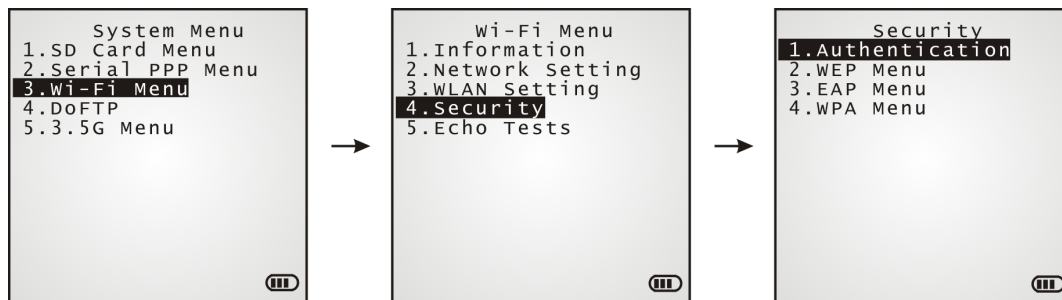 System Menu
1.SD Card Menu
2.Serial PPP Menu
3.Wi-Fi Menu
4.DoFTP
5.3.5G Menu
Wi-Fi Menu
1.Information
2.Network Setting
3.WLAN Setting
4.Security
5.Echo Tests
Security
1.Authentication
2.WEP Menu
3.EAP Menu
4.WPA Menu